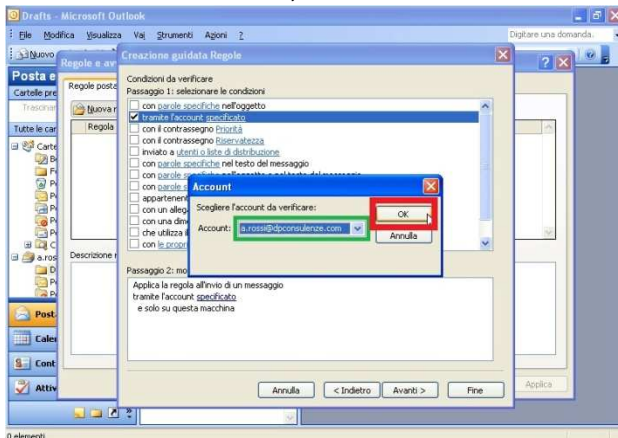 Drafts - Microsoft Outlook
File Modifica Visualizza Vai Strumenti Azioni ?
Digitare una domanda.
Nuovo
Regole e av
Creazione guidata Regole
Posta e
Cartelle pre
Regole posta
Tutte le car
Nuova r
Regola
Condizioni da verificare
Passaggio 1: selezionare le condizioni
con parole specifiche nell'oggetto
tramite l'account specificato
con il contrassegno Priorità
con il contrassegno Riservatezza
inviato a utenti o liste di distribuzione
con parole specifiche nel testo del messaggio
con parole
con parole s
appartenent
con un alleg
con una dime
che utilizza il
con le propri
Account
Scegliere l'account da verificare:
Account:
a.rossi@dpconsulenze.com
OK
Annulla
Carte
a.ros
Descrizione r
Passaggio 2: mo
Applica la regola all'invio di un messaggio
tramite l'account specificato
e solo su questa macchina
Post
Caler
Cont
Attiv
Annulla
< Indietro
Avanti >
Fine
Applica
0 elementi